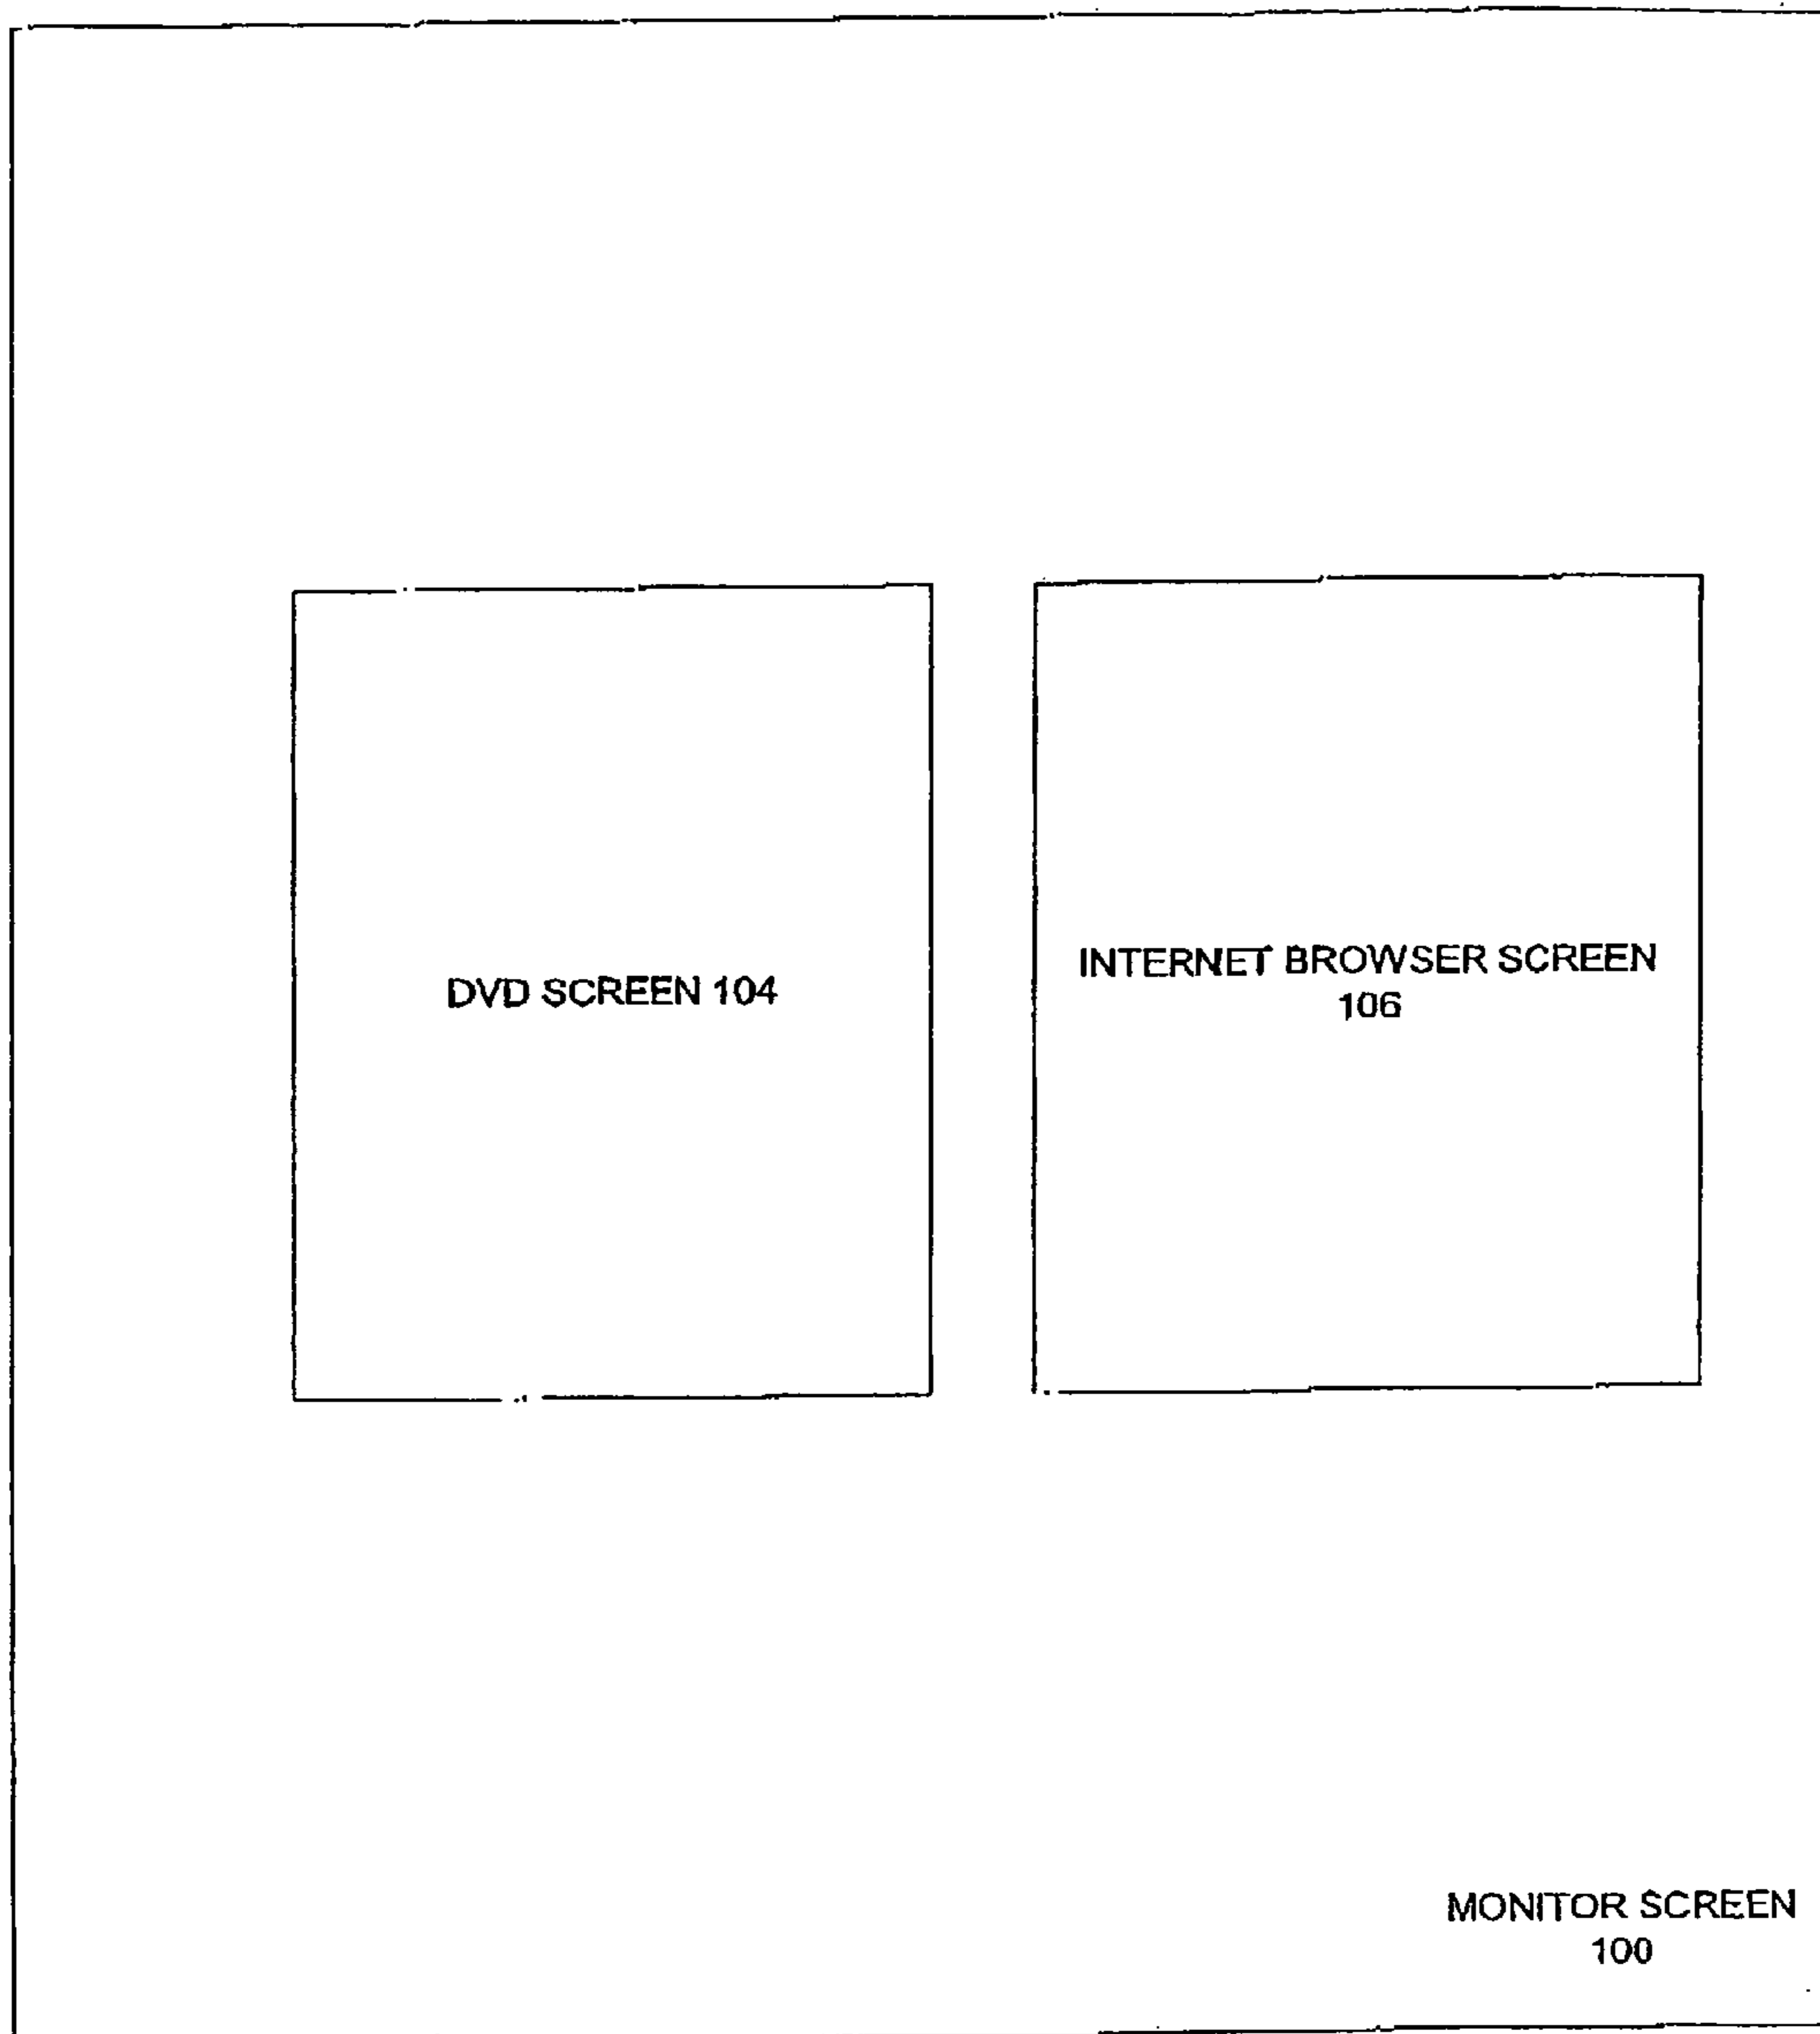 DVD SCREEN 104
INTERNET BROWSER SCREEN
106
MONITOR SCREEN
100